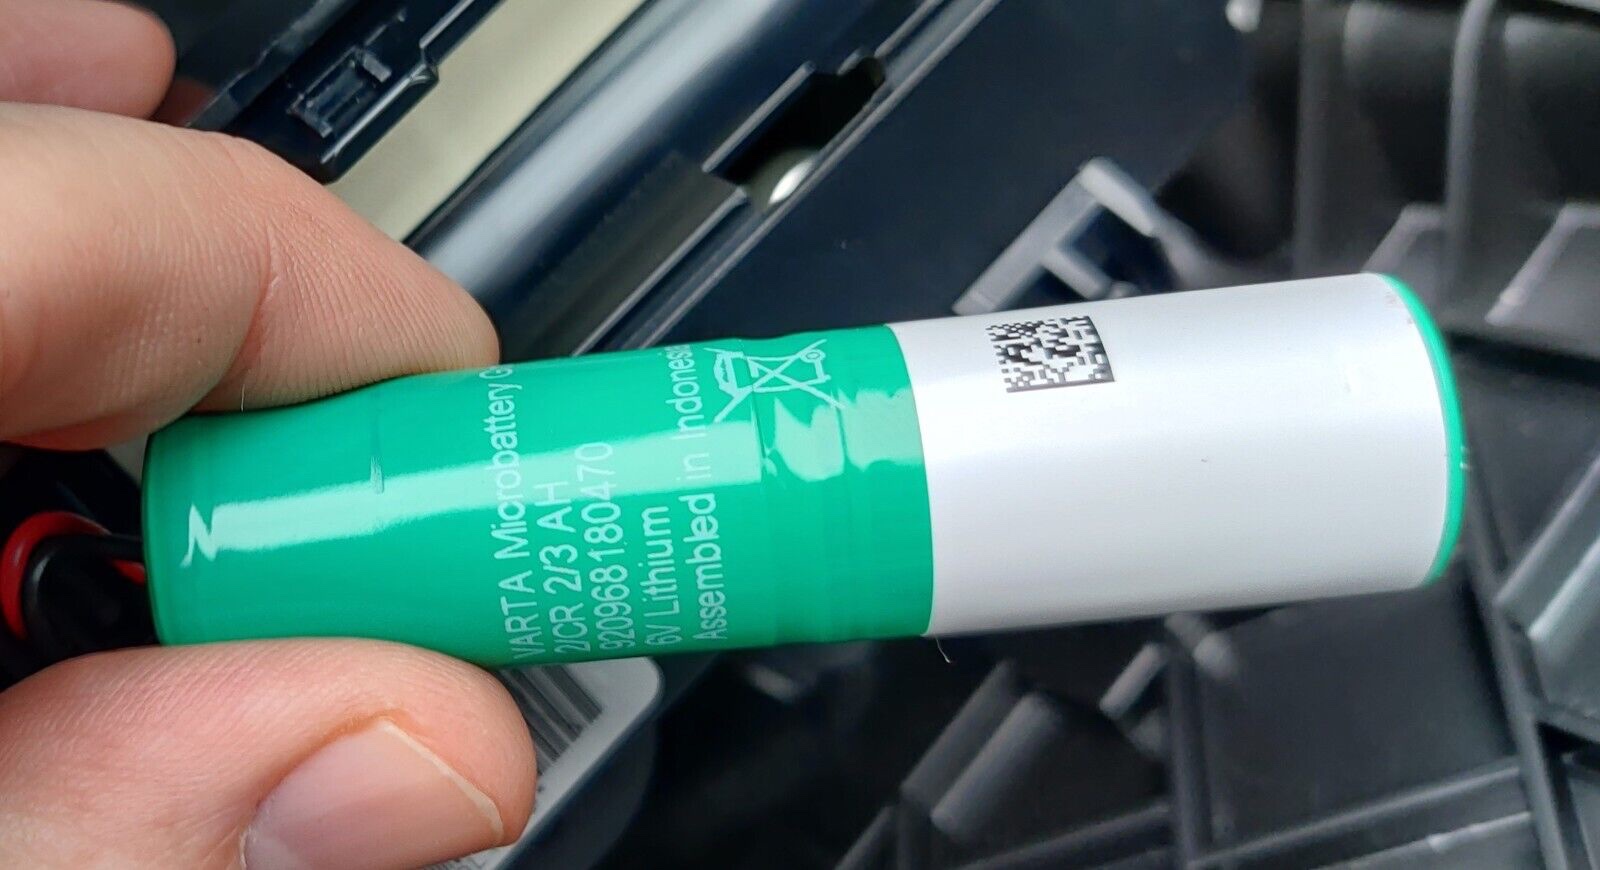 VARTA Microbattery G
2/CR 2/3 AH
920968180470
6V Lithium
Assembled in Indonesia